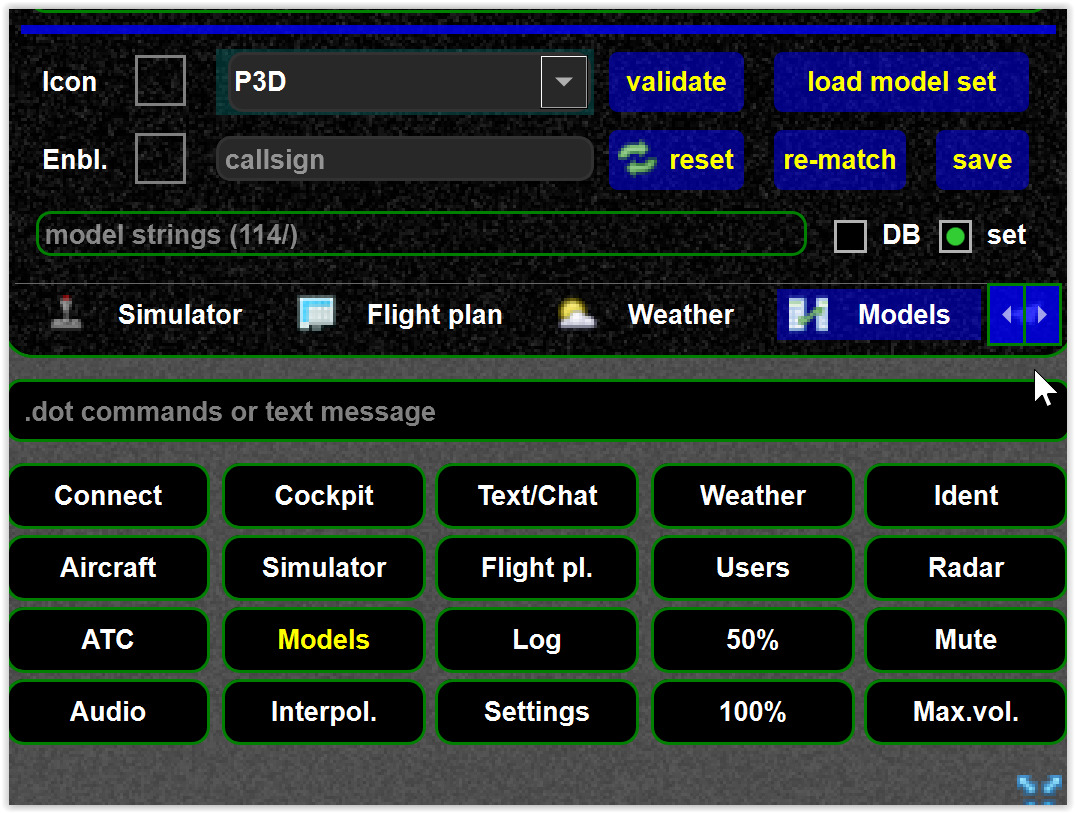 Icon P3D validate load model set
Enbl. callsign reset re-match save
model strings (114/) DB set
Simulator Flight plan Weather Models
.dot commands or text message
Connect Cockpit Text/Chat Weather Ident
Aircraft Simulator Flight pl. Users Radar
ATC Models Log 50% Mute
Audio Interpol. Settings 100% Max.vol.